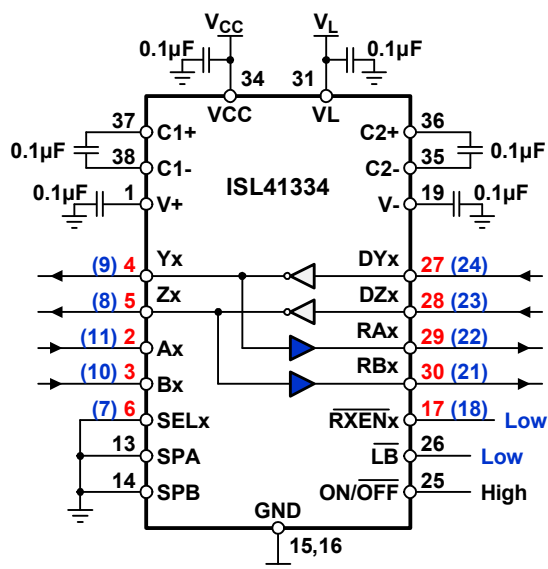 VCC VL
0.1µF 0.1µF
34 31
VCC VL
37 C1+ C2+ 36
0.1µF 0.1µF
38 C1- C2- 35
ISL41334
0.1µF 1 V+ V- 19 0.1µF
(9) 4 Yx DYx 27 (24)
(8) 5 Zx DZx 28 (23)
(11) 2 Ax RAx 29 (22)
(10) 3 Bx RBx 30 (21)
(7) 6 SELx R̅X̅E̅N̅x 17 (18) Low
13 SPA L̅B̅ 26 Low
14 SPB ON/O̅F̅F̅ 25 High
GND
15,16